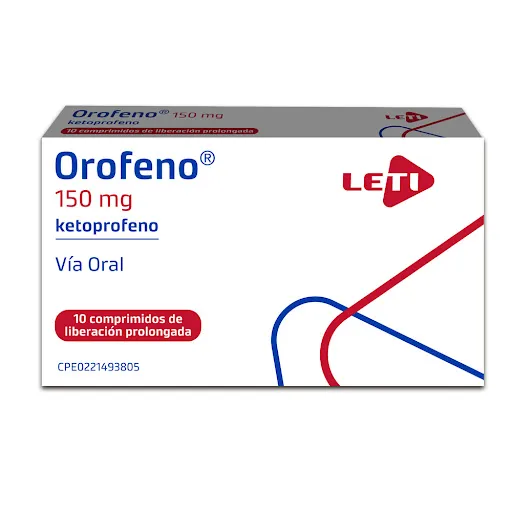 Orofeno® 150 mg
ketoprofeno
10 comprimidos de liberación prolongada
LETI
Orofeno®
150 mg
ketoprofeno
LETI
Vía Oral
10 comprimidos de
liberación prolongada
CPE0221493805